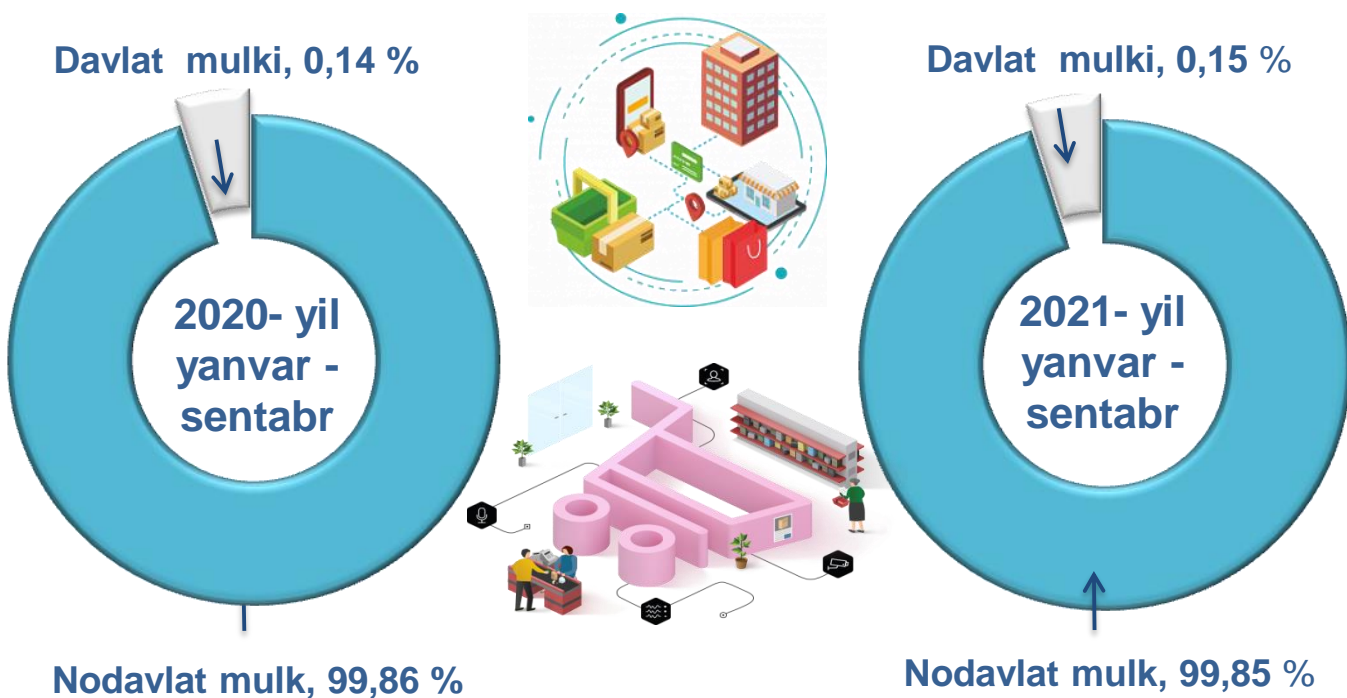 Davlat mulki, 0,14 %
2020- yil
yanvar -
sentabr
Nodavlat mulk, 99,86 %
Davlat mulki, 0,15 %
2021- yil
yanvar -
sentabr
Nodavlat mulk, 99,85 %